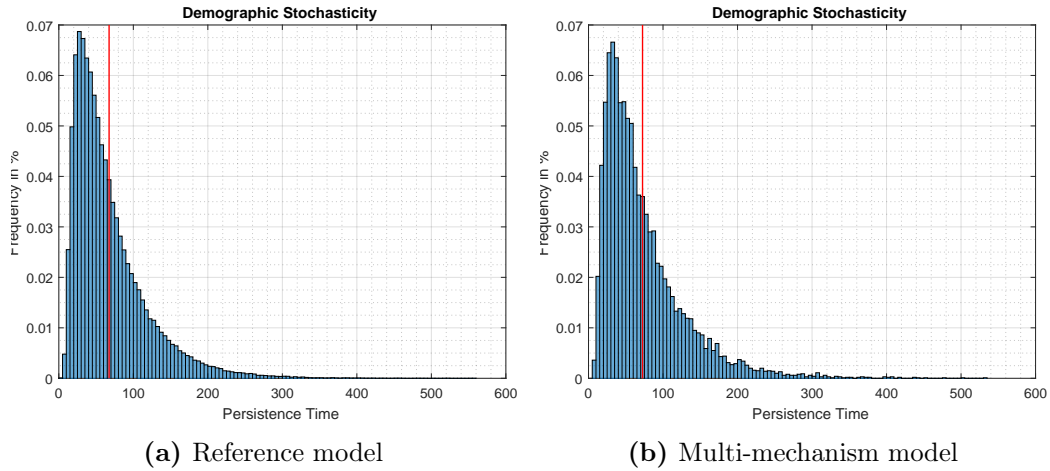 Demographic Stochasticity
0.07
0.06
0.05
0.04
0.03
0.02
0.01
0
Frequency in %
0 100 200 300 400 500 600
Persistence Time
(a) Reference model
Demographic Stochasticity
0.07
0.06
0.05
0.04
0.03
0.02
0.01
0
Frequency in %
0 100 200 300 400 500 600
Persistence Time
(b) Multi-mechanism model